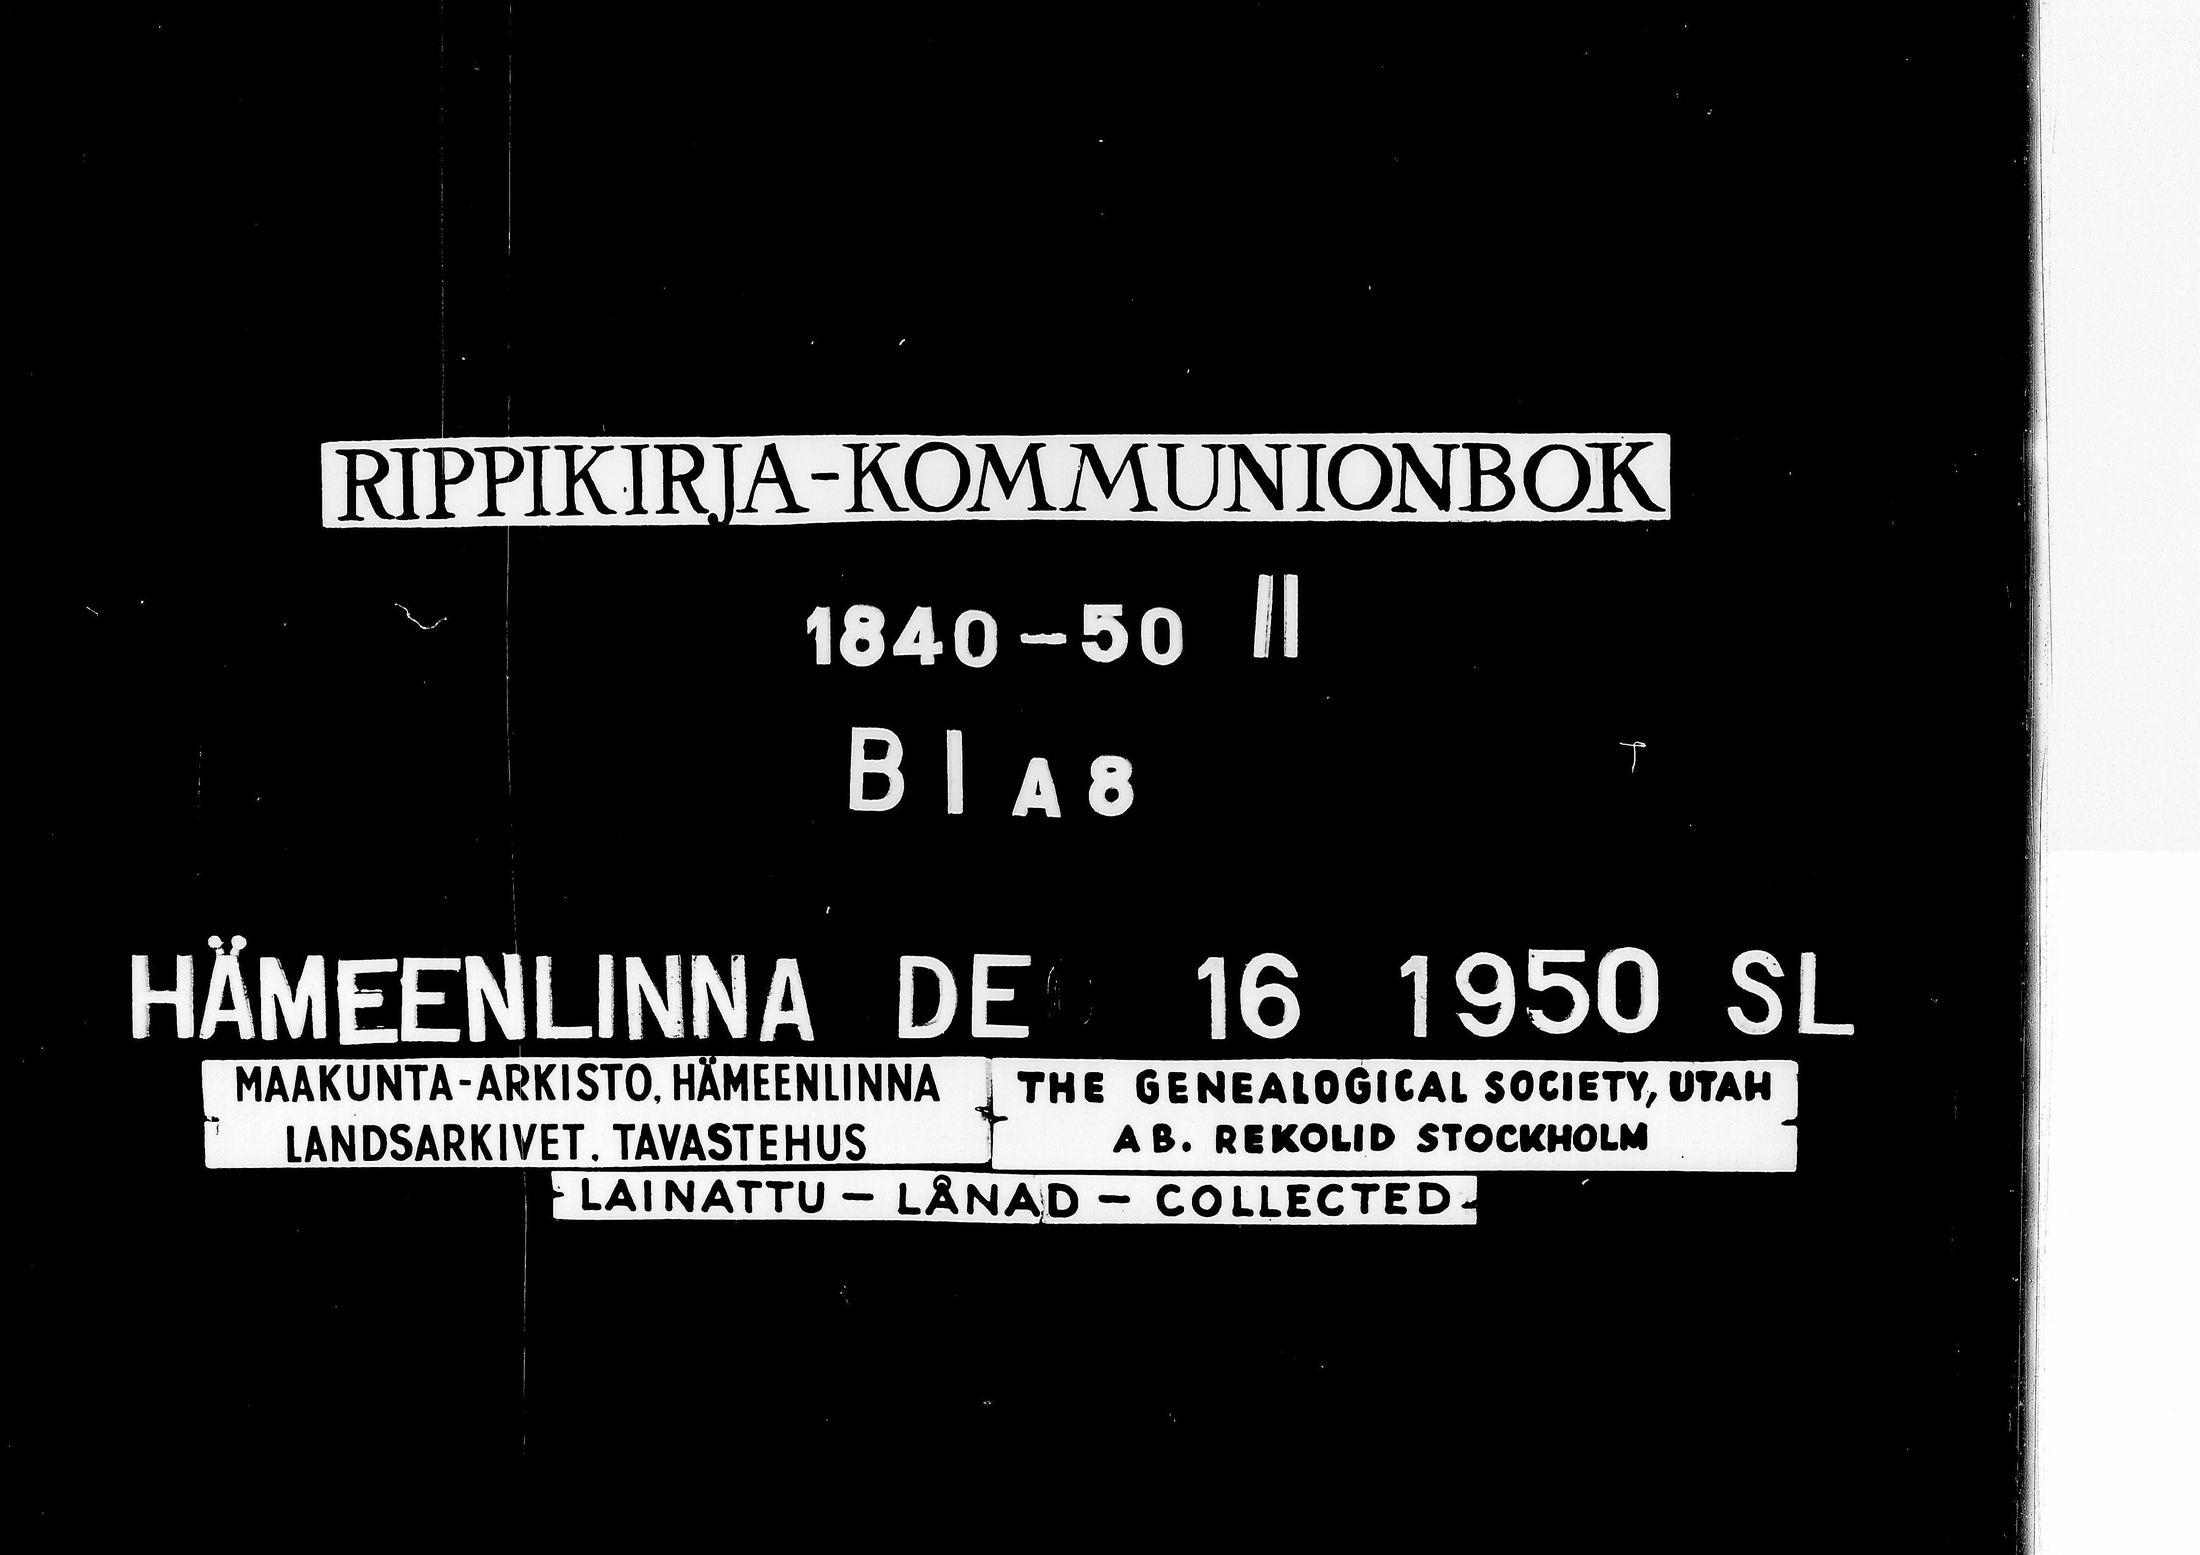 RIPPIKIRJA-KOMMUNIONBOK
1840-50 II
B I A8
HÄMEENLINNA DE 16 1950 SL
MAAKUNTA-ARKISTO, HÄMEENLINNA
LANDSARKIVET. TAVASTEHUS
THE GENEALOGICAL SOCIETY, UTAH
AB. REKOLID STOCKHOLM
LAINATTU - LÅNAD - COLLECTED